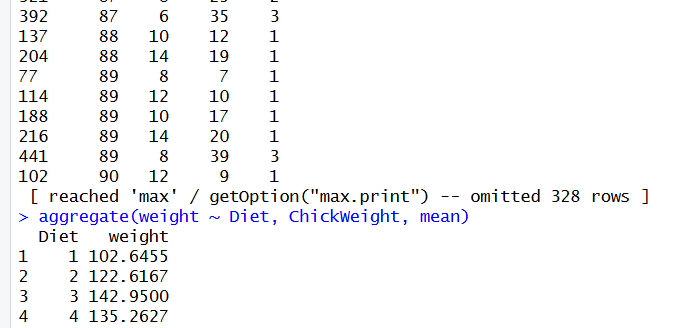 392 87 6 35 3
137 88 10 12 1
204 88 14 19 1
77 89 8 7 1
114 89 12 10 1
188 89 10 17 1
216 89 14 20 1
441 89 8 39 3
102 90 12 9 1
[ reached 'max' / getOption("max.print") -- omitted 328 rows ]
> aggregate(weight ~ Diet, ChickWeight, mean)
Diet weight
1 1 102.6455
2 2 122.6167
3 3 142.9500
4 4 135.2627